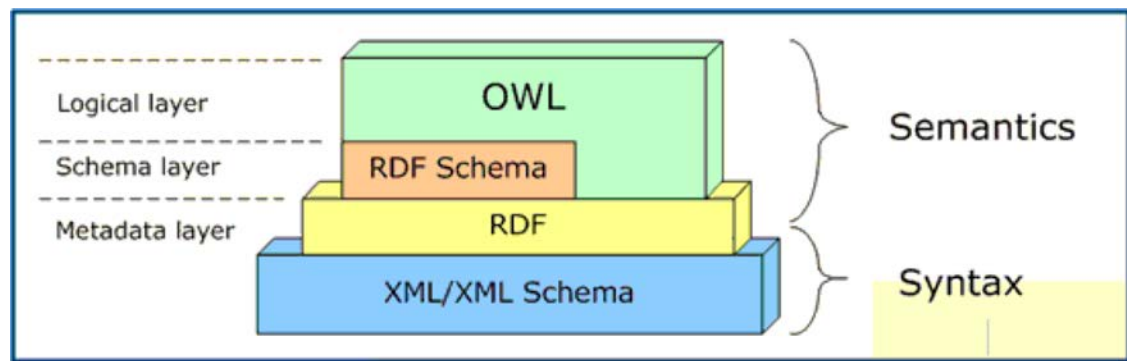 Logical layer
OWL
Semantics
Schema layer
RDF Schema
Metadata layer
RDF
XML/XML Schema
Syntax